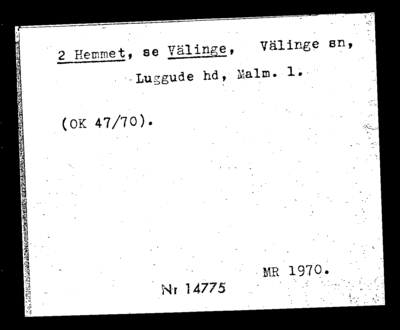 2 Hemmet, se Välinge, Välinge sn,
Luggude hd, Malm. l.
(OK 47/70).
MR 1970.
Nr 14775